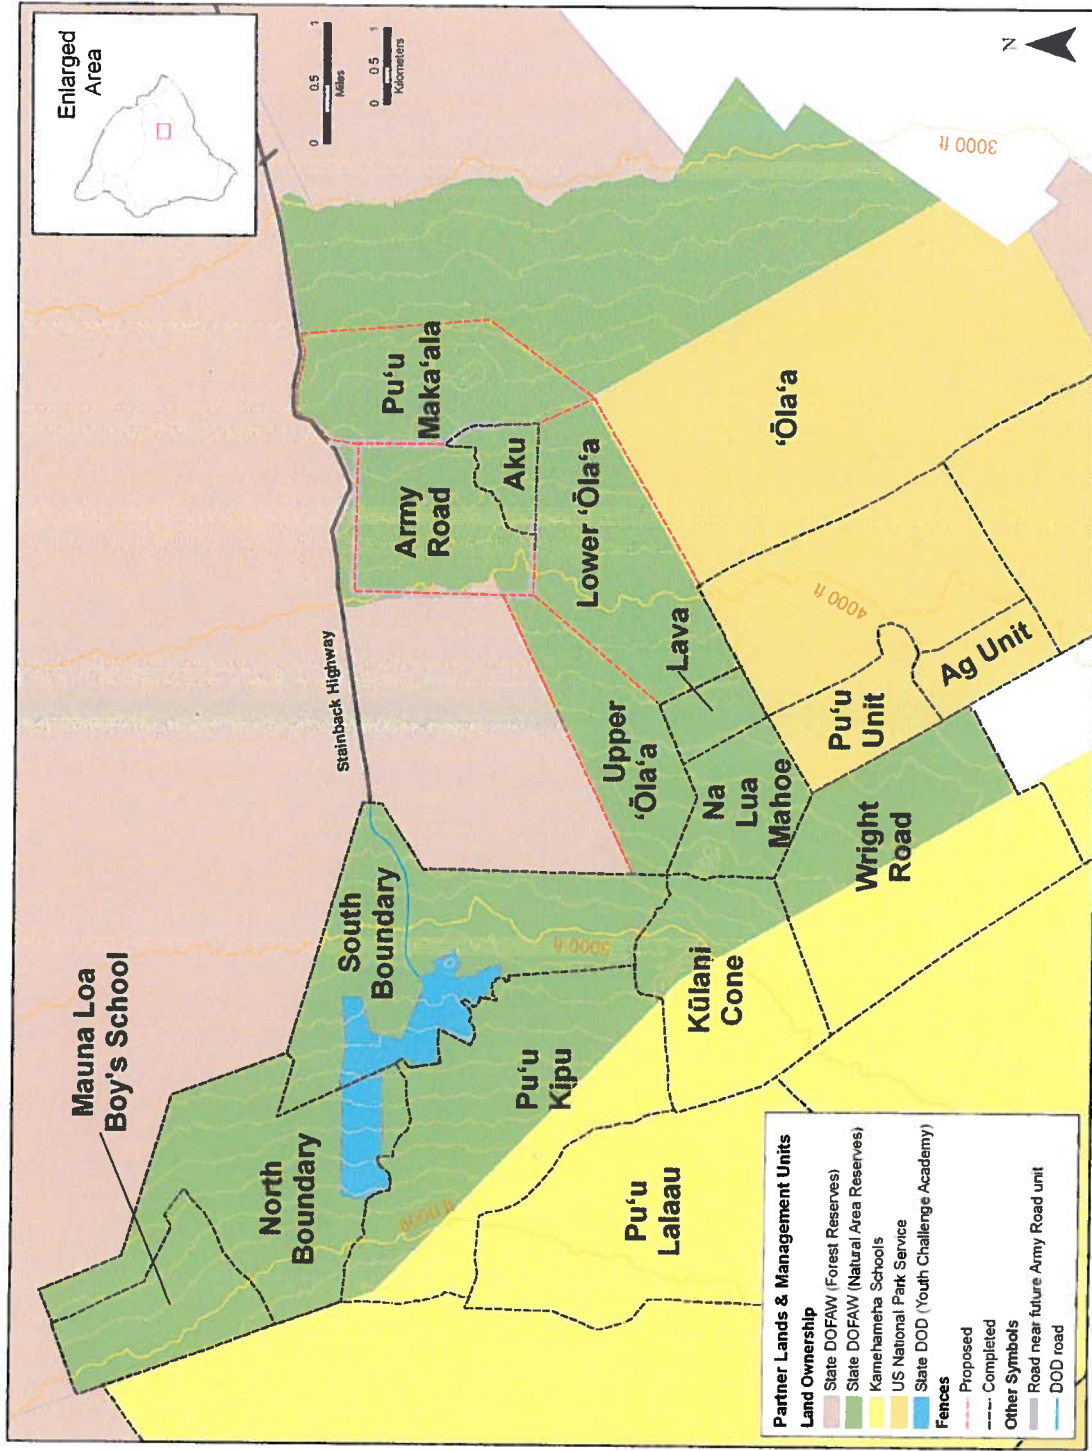 Enlarged
Area
0 0.5 1
Miles
0 0.5 1
Kilometers
N
Mauna Loa
Boy's School
North
Boundary
South
Boundary
Stainback Highway
Pu‘u
Maka‘ala
Army
Road
Aku
Lower ‘Ōla‘a
Upper
‘Ōla‘a
Lava
Na
Lua
Mahoe
‘Ōla‘a
Pu‘u
Unit
Ag Unit
Wright
Road
Kūlani
Cone
Pu‘u
Kipu
Pu‘u
Lalaau
3000 ft
4000 ft
5000 ft
6000 ft
Partner Lands & Management Units
Land Ownership
State DOFAW (Forest Reserves)
State DOFAW (Natural Area Reserves)
Kamehameha Schools
US National Park Service
State DOD (Youth Challenge Academy)
Fences
Proposed
Completed
Other Symbols
Road near future Army Road unit
DOD road